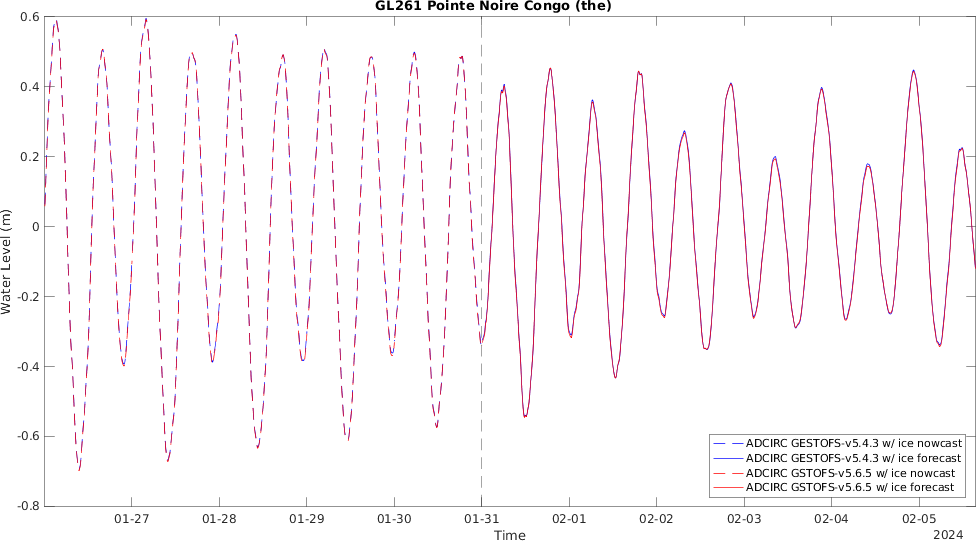 GL261 Pointe Noire Congo (the)
Water Level (m)
0.6
0.4
0.2
0
-0.2
-0.4
-0.6
-0.8
ADCIRC GESTOFS-v5.4.3 w/ ice nowcast
ADCIRC GESTOFS-v5.4.3 w/ ice forecast
ADCIRC GSTOFS-v5.6.5 w/ ice nowcast
ADCIRC GSTOFS-v5.6.5 w/ ice forecast
01-27 01-28 01-29 01-30 01-31 02-01 02-02 02-03 02-04 02-05
Time
2024